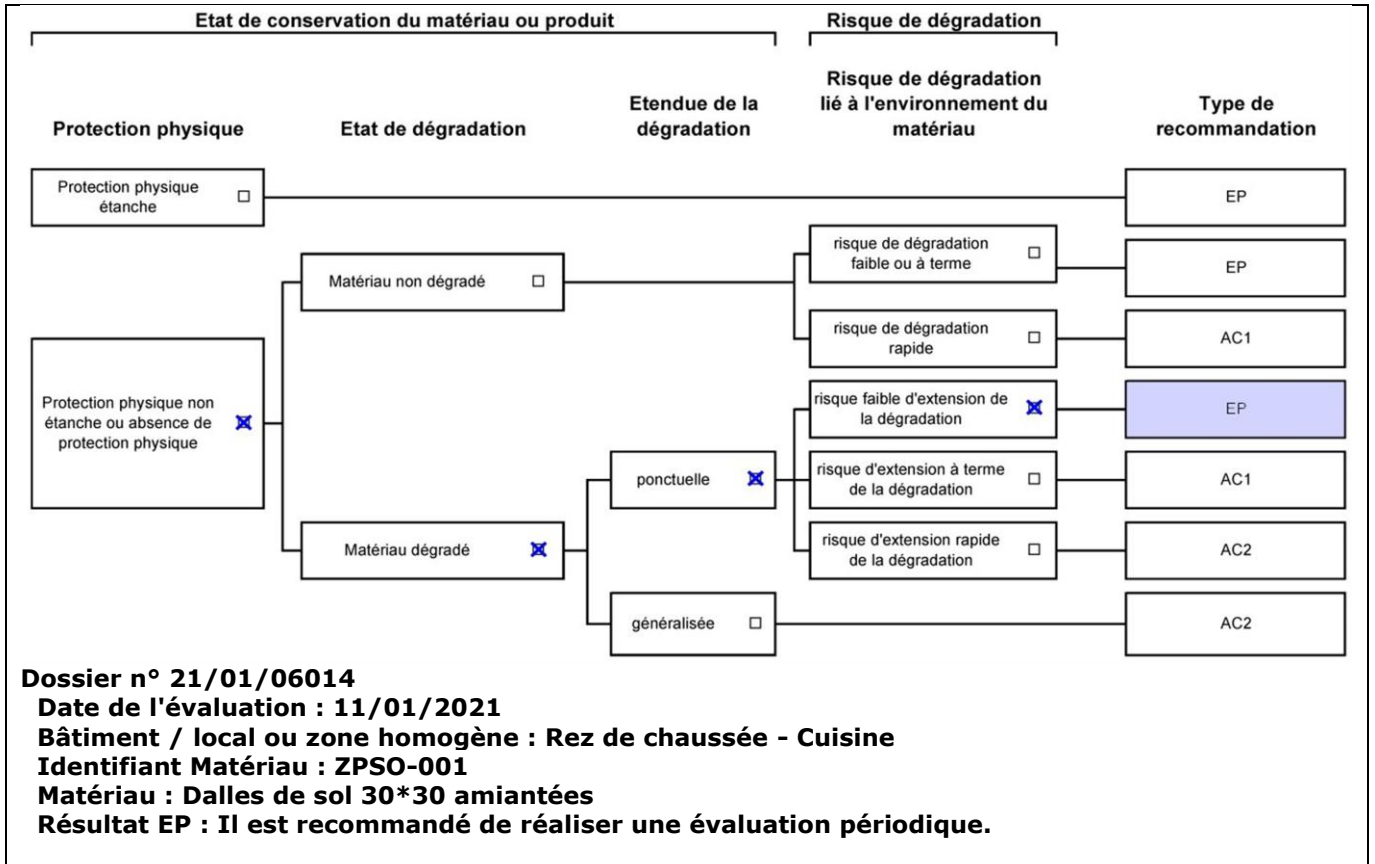 Etat de conservation du matériau ou produit
Risque de dégradation
Protection physique
Etat de dégradation
Etendue de la
dégradation
Risque de dégradation
lié à l'environnement du
matériau
Type de
recommandation
Protection physique
étanche
EP
Matériau non dégradé
risque de dégradation
faible ou à terme
EP
risque de dégradation
rapide
AC1
Protection physique non
étanche ou absence de
protection physique
risque faible d'extension de
la dégradation
EP
ponctuelle
risque d'extension à terme
de la dégradation
AC1
Matériau dégradé
risque d'extension rapide
de la dégradation
AC2
généralisée
AC2
Dossier n° 21/01/06014
Date de l'évaluation : 11/01/2021
Bâtiment / local ou zone homogène : Rez de chaussée - Cuisine
Identifiant Matériau : ZPSO-001
Matériau : Dalles de sol 30*30 amiantées
Résultat EP : Il est recommandé de réaliser une évaluation périodique.